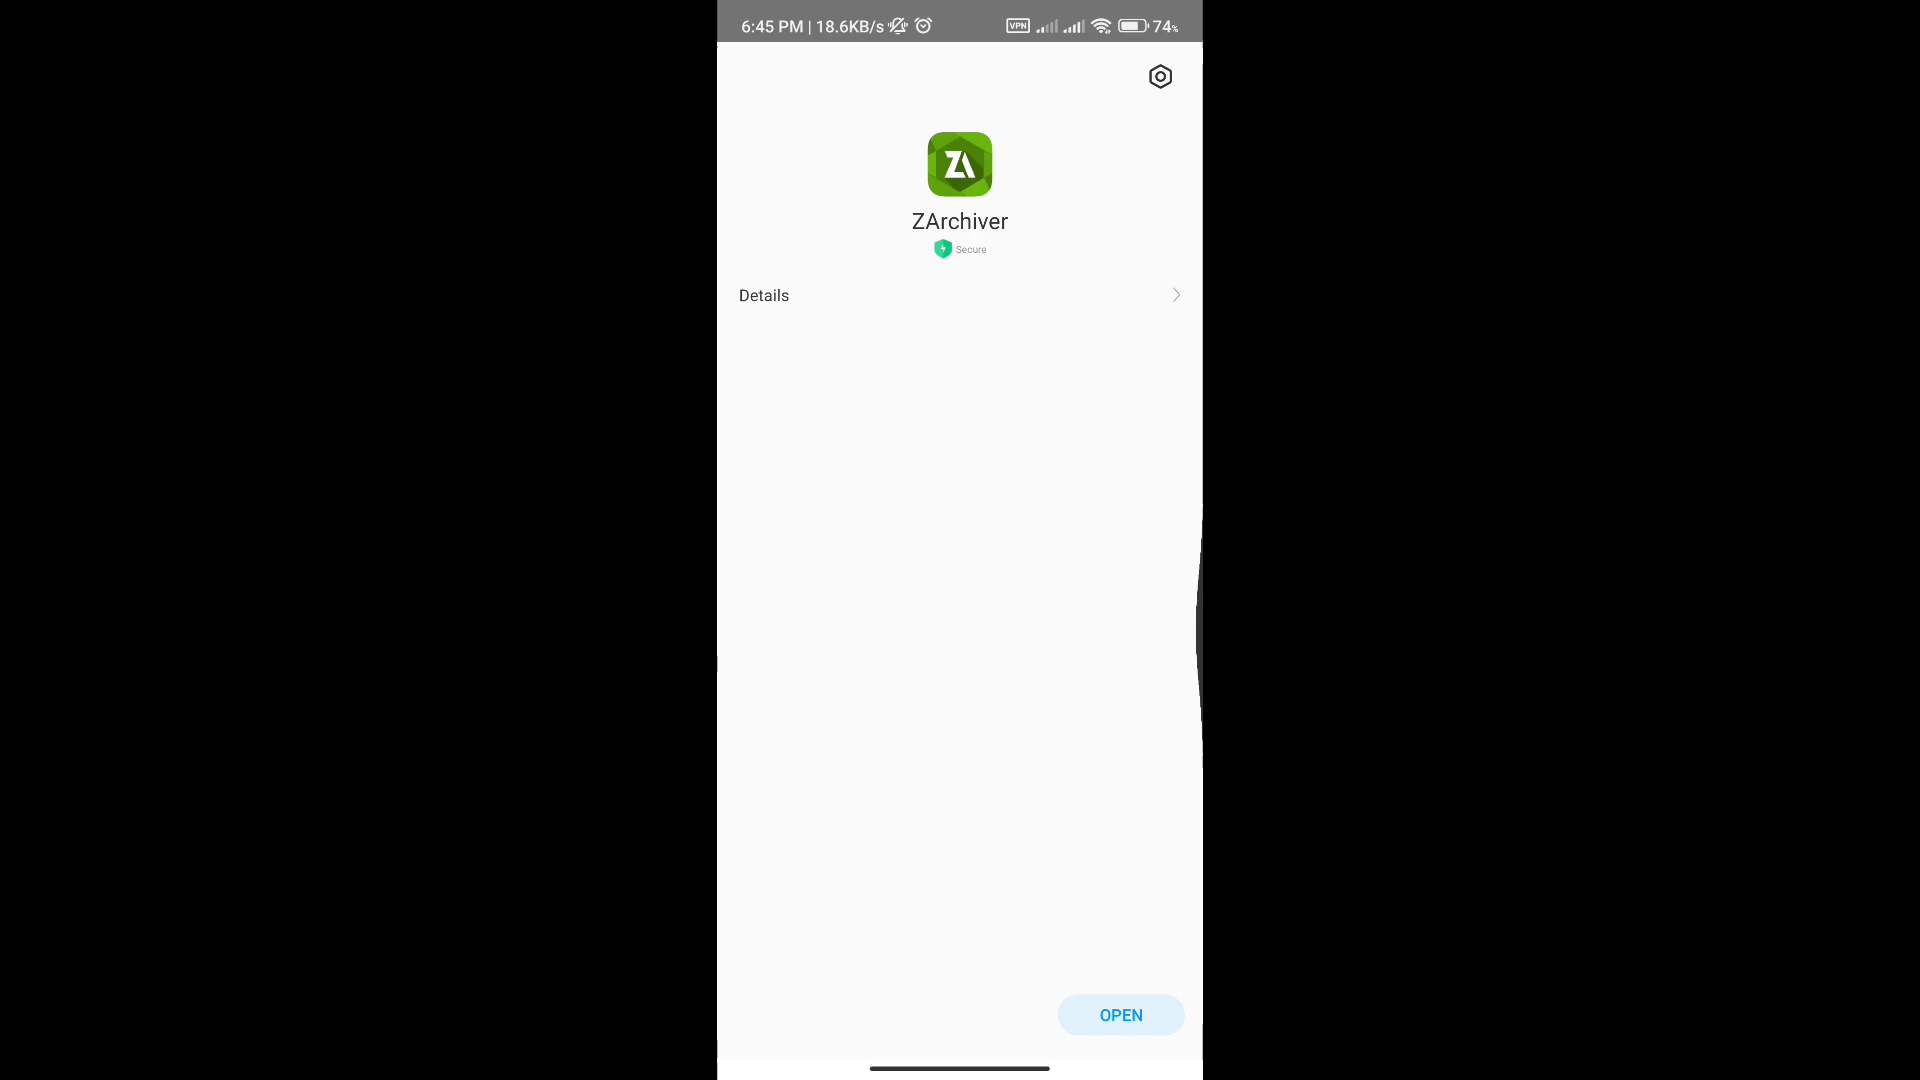 6:45 PM | 18.6KB/s VPN 74%
ZA
ZArchiver
Secure
Details
OPEN